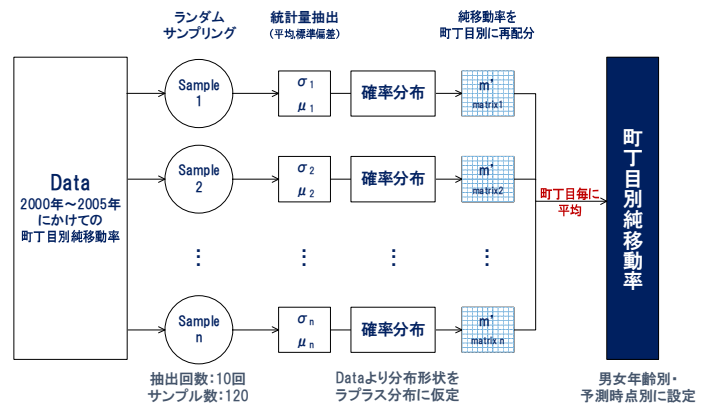 ランダム
サンプリング
統計量抽出
(平均,標準偏差)
純移動率を
町丁目別に再配分
Data
2000年～2005年
にかけての
町丁目別純移動率
Sample
1
σ1
μ1
確率分布
m'
matrix1
Sample
2
σ2
μ2
確率分布
m'
matrix2
⋮ ⋮ ⋮ ⋮
Sample
n
σn
μn
確率分布
m'
matrix n
町丁目毎に
平均
町丁目別純移動率
抽出回数：10回
サンプル数：120
Dataより分布形状を
ラプラス分布に仮定
男女年齢別・
予測時点別に設定